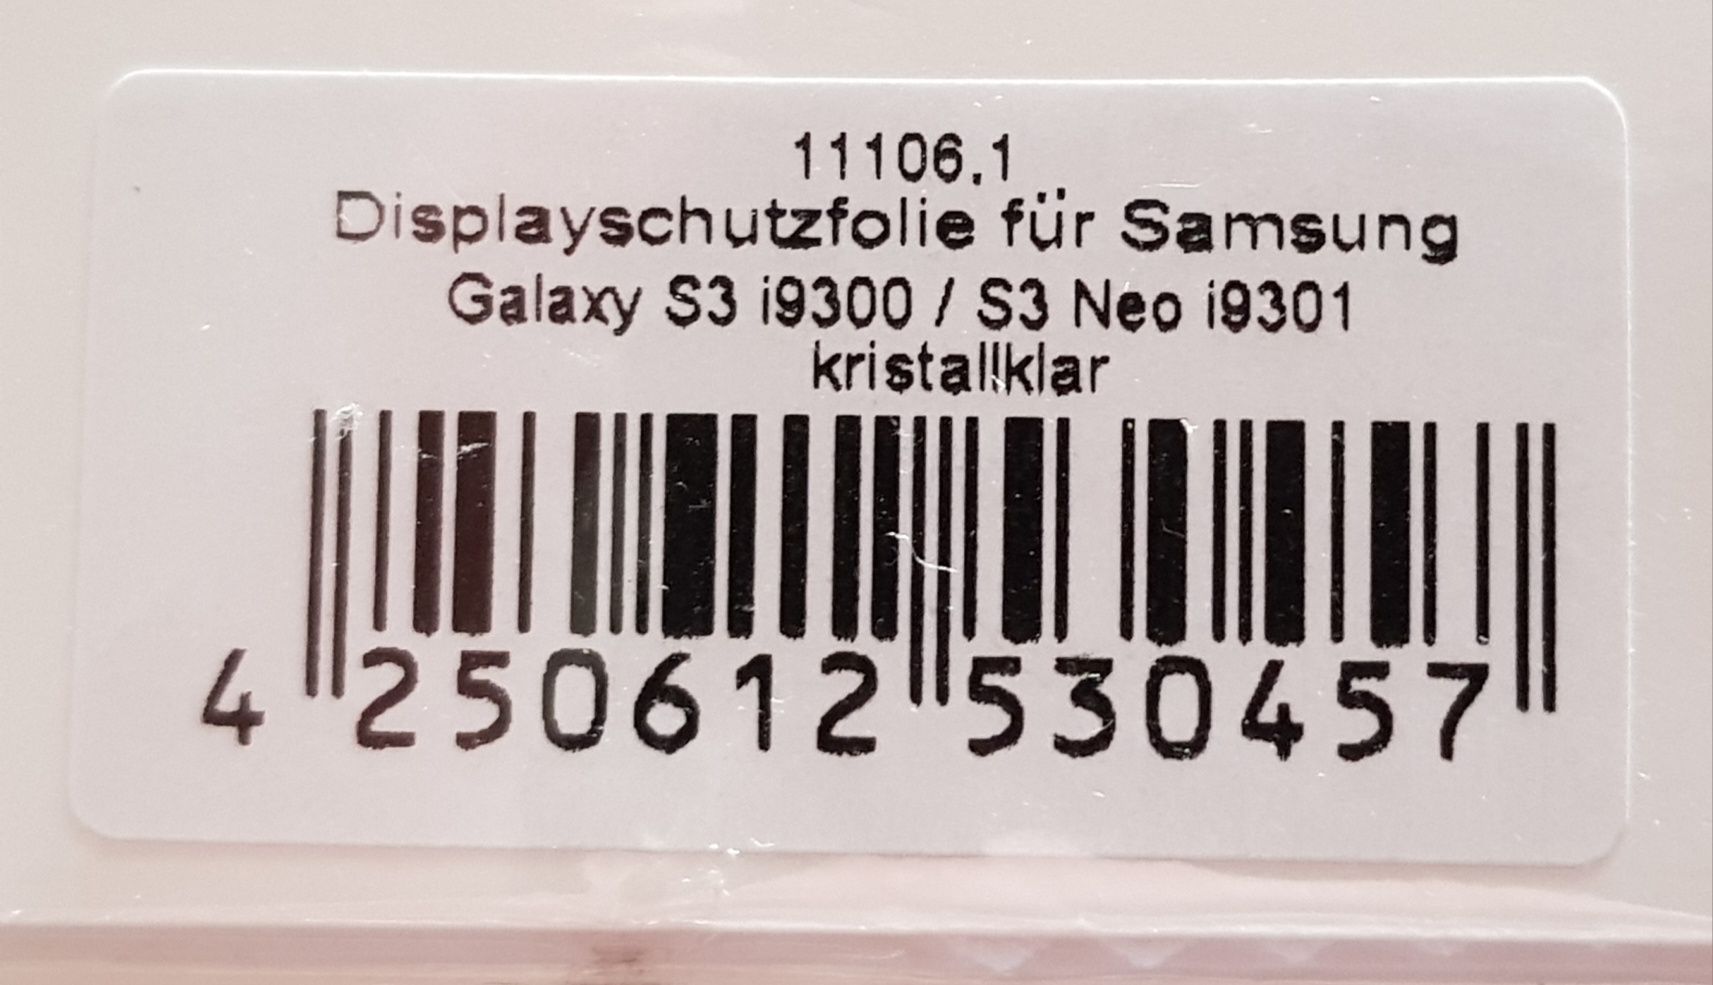 11106.1
Displayschutzfolie für Samsung
Galaxy S3 i9300 / S3 Neo i9301
kristallklar
4 250612 530457